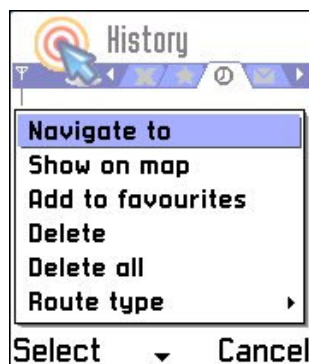 History
Navigate to
Show on map
Add to favourites
Delete
Delete all
Route type
Select Cancel